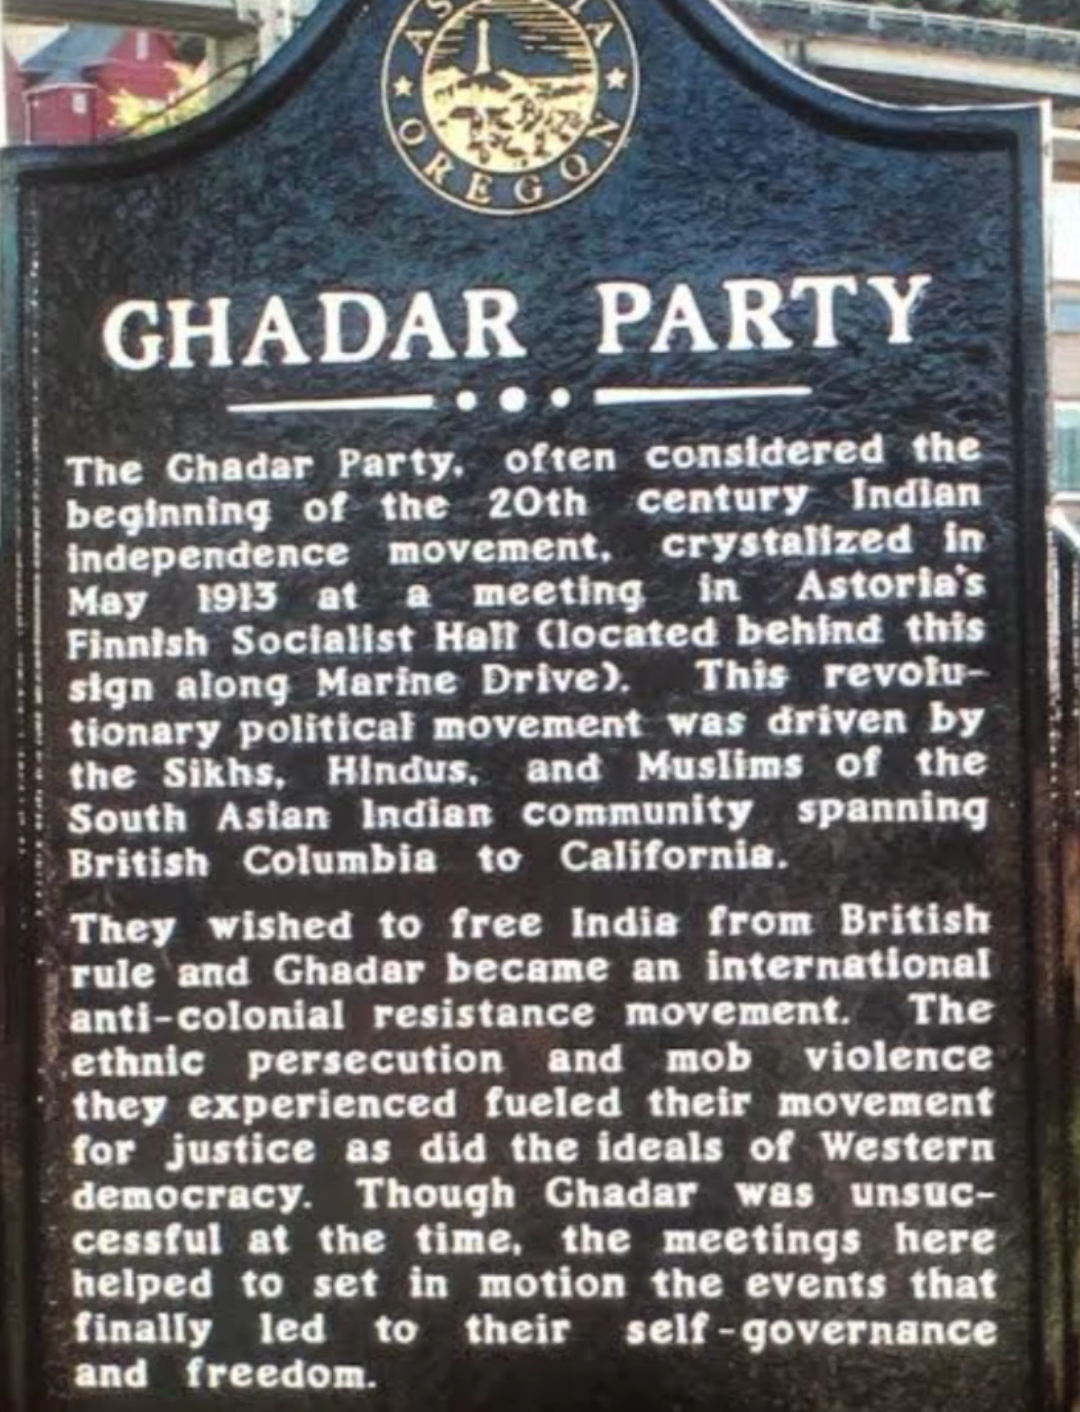 ASTORIA
OREGON
GHADAR PARTY
The Ghadar Party, often considered the
beginning of the 20th century Indian
independence movement, crystalized in
May 1913 at a meeting in Astoria's
Finnish Socialist Hall (located behind this
sign along Marine Drive). This revolu-
tionary political movement was driven by
the Sikhs, Hindus, and Muslims of the
South Asian Indian community spanning
British Columbia to California.
They wished to free India from British
rule and Ghadar became an international
anti-colonial resistance movement. The
ethnic persecution and mob violence
they experienced fueled their movement
for justice as did the ideals of Western
democracy. Though Ghadar was unsuc-
cessful at the time, the meetings here
helped to set in motion the events that
finally led to their self-governance
and freedom.